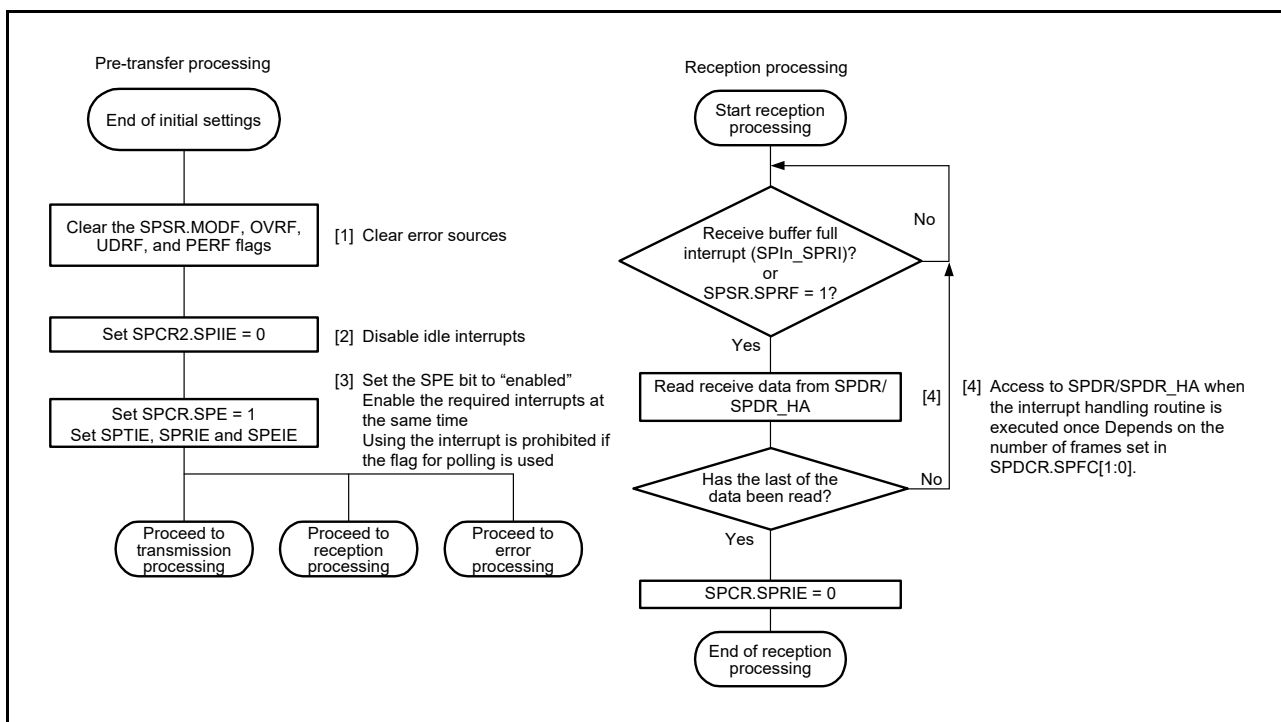 Pre-transfer processing
End of initial settings
Clear the SPSR.MODF, OVRF,
UDRF, and PERF flags
[1] Clear error sources
Set SPCR2.SPIIE = 0
[2] Disable idle interrupts
Set SPCR.SPE = 1
Set SPTIE, SPRIE and SPEIE
[3] Set the SPE bit to “enabled”
Enable the required interrupts at
the same time
Using the interrupt is prohibited if
the flag for polling is used
Proceed to
transmission
processing
Proceed to
reception
processing
Proceed to
error
processing
Reception processing
Start reception
processing
Receive buffer full
interrupt (SPIn_SPRI)?
or
SPSR.SPRF = 1?
No
Yes
Read receive data from SPDR/
SPDR_HA
[4]
[4] Access to SPDR/SPDR_HA when
the interrupt handling routine is
executed once Depends on the
number of frames set in
SPDCR.SPFC[1:0].
Has the last of the
data been read?
No
Yes
SPCR.SPRIE = 0
End of reception
processing